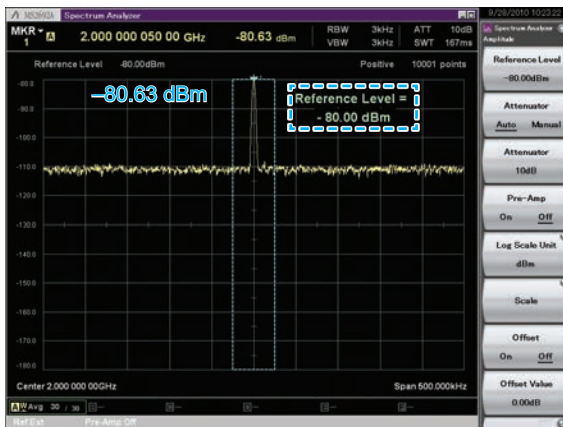 MS2692A Spectrum Analyzer
9/28/2010 10:23:22
MKR 1 A 2.000 000 050 00 GHz -80.63 dBm
RBW 3kHz ATT 10dB
VBW 3kHz SWT 167ms
Reference Level -80.00dBm Positive 10001 points
–80.63 dBm
Reference Level =
- 80.00 dBm
-80.0
-90.0
-100.0
-110.0
-120.0
-130.0
-140.0
-150.0
-160.0
-170.0
-180.0
Center 2.000 000 00GHz Span 500.000kHz
A W Avg 30 / 30
Ref.Ext Pre-Amp Off
Spectrum Analyzer
Amplitude
Reference Level
-80.00dBm
Attenuator
Auto Manual
Attenuator
10dB
Pre-Amp
On Off
Log Scale Unit
dBm
Scale
Offset
On Off
Offset Value
0.00dB